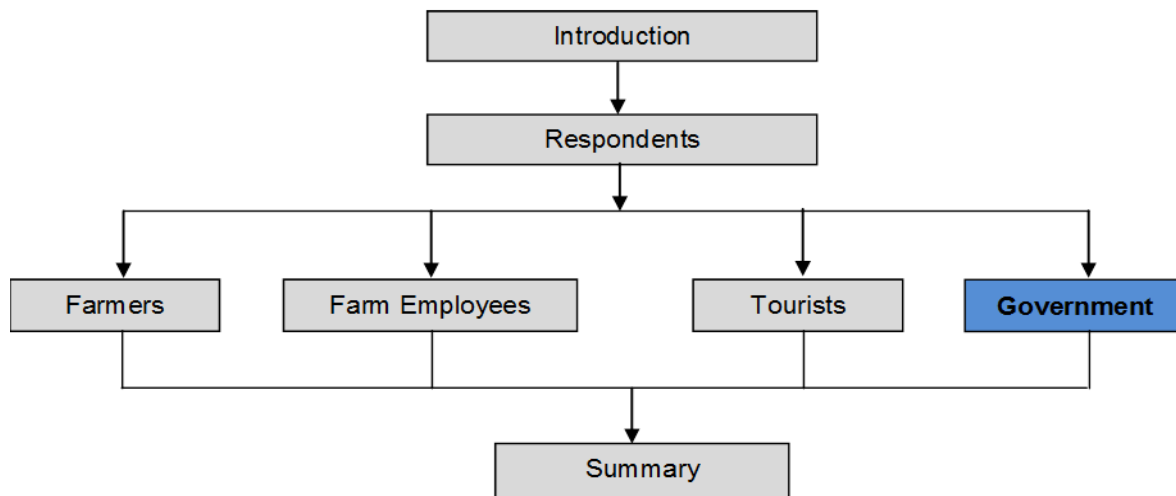 Introduction
Respondents
Farmers
Farm Employees
Tourists
Government
Summary